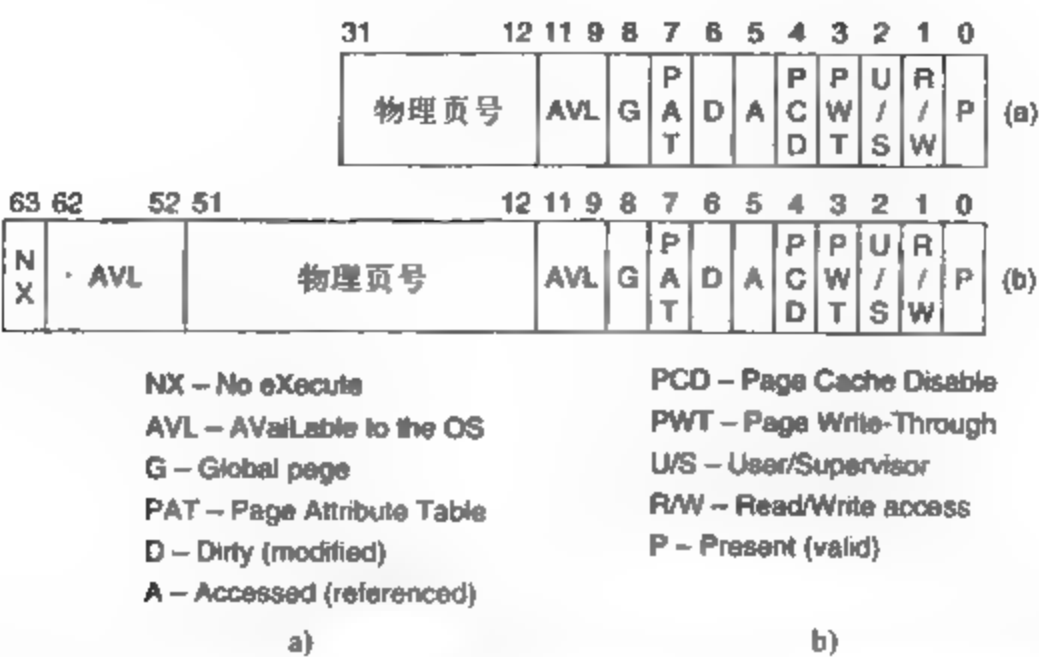 31 12 11 9 8 7 6 5 4 3 2 1 0
物理页号 AVL G PAT D A PCD PWT U/S R/W P (a)
63 62 52 51 12 11 9 8 7 6 5 4 3 2 1 0
NX AVL 物理页号 AVL G PAT D A PCD PWT U/S R/W P (b)
NX – No eXecute
AVL – AVaiLable to the OS
G – Global page
PAT – Page Attribute Table
D – Dirty (modified)
A – Accessed (referenced)
a)
PCD – Page Cache Disable
PWT – Page Write-Through
U/S – User/Supervisor
R/W – Read/Write access
P – Present (valid)
b)